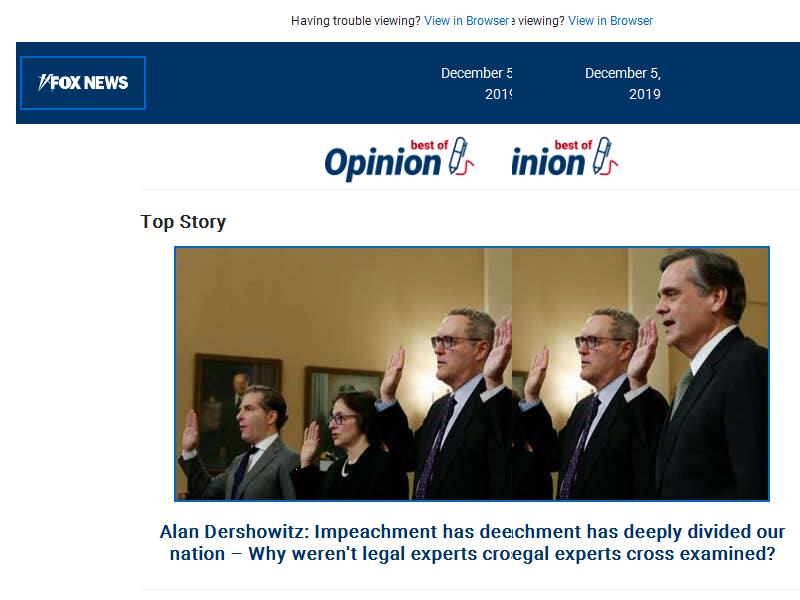 Having trouble viewing? View in Browser e viewing? View in Browser
FOX NEWS
December 5 December 5,
2019 2019
best of best of
Opinion inion
Top Story
Alan Dershowitz: Impeachment has deechment has deeply divided our
nation – Why weren't legal experts croegal experts cross examined?